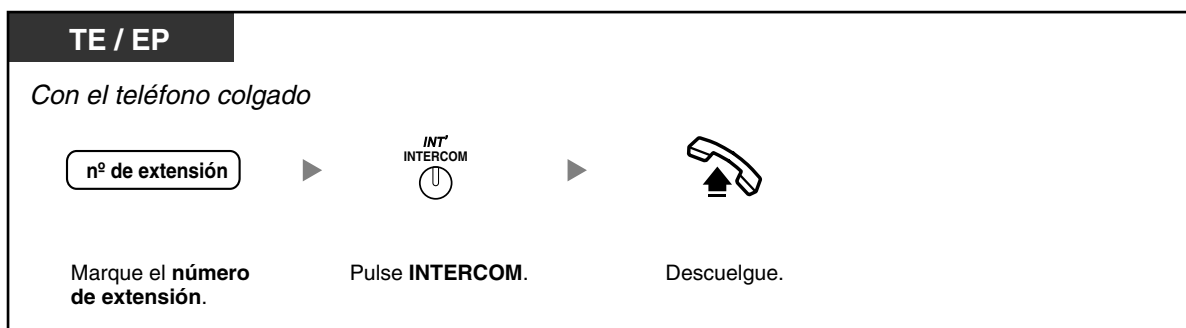 TE / EP
Con el teléfono colgado
nº de extensión
INT'
INTERCOM
Marque el número
de extensión.
Pulse INTERCOM.
Descuelgue.